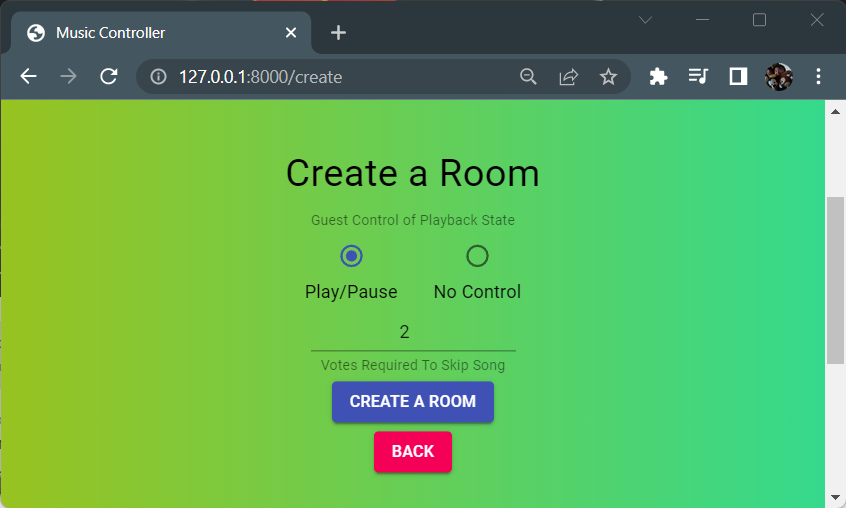 Music Controller
127.0.0.1:8000/create
Create a Room
Guest Control of Playback State
Play/Pause No Control
2
Votes Required To Skip Song
CREATE A ROOM
BACK